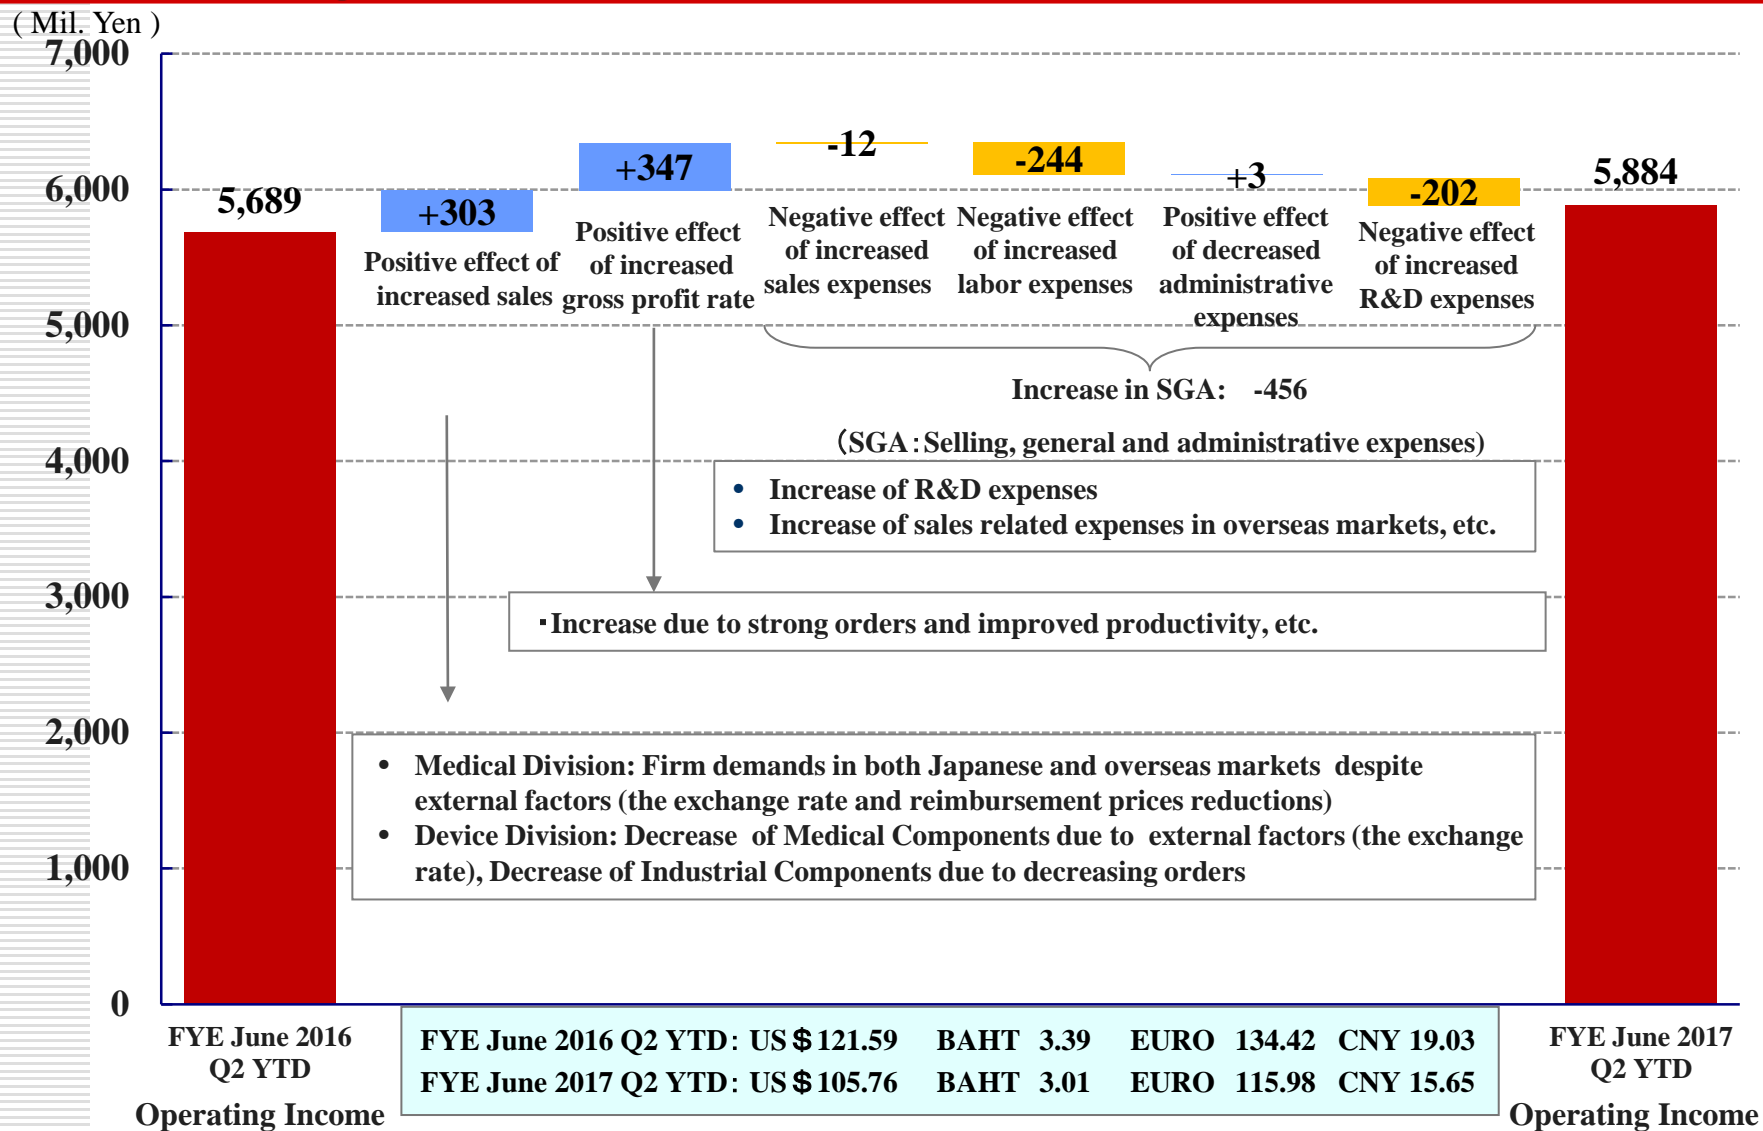 ( Mil. Yen )
7,000
6,000
5,000
4,000
3,000
2,000
1,000
0
5,689
+303
Positive effect of
increased sales
+347
Positive effect
of increased
gross profit rate
-12
Negative effect
of increased
sales expenses
-244
Negative effect
of increased
labor expenses
+3
Positive effect
of decreased
administrative
expenses
-202
Negative effect
of increased
R&D expenses
5,884
Increase in SGA: -456
(SGA:Selling, general and administrative expenses)
• Increase of R&D expenses
• Increase of sales related expenses in overseas markets, etc.
・Increase due to strong orders and improved productivity, etc.
• Medical Division: Firm demands in both Japanese and overseas markets despite
external factors (the exchange rate and reimbursement prices reductions)
• Device Division: Decrease of Medical Components due to external factors (the exchange
rate), Decrease of Industrial Components due to decreasing orders
FYE June 2016
Q2 YTD
Operating Income
FYE June 2016 Q2 YTD: US$121.59 BAHT 3.39 EURO 134.42 CNY 19.03
FYE June 2017 Q2 YTD: US$105.76 BAHT 3.01 EURO 115.98 CNY 15.65
FYE June 2017
Q2 YTD
Operating Income